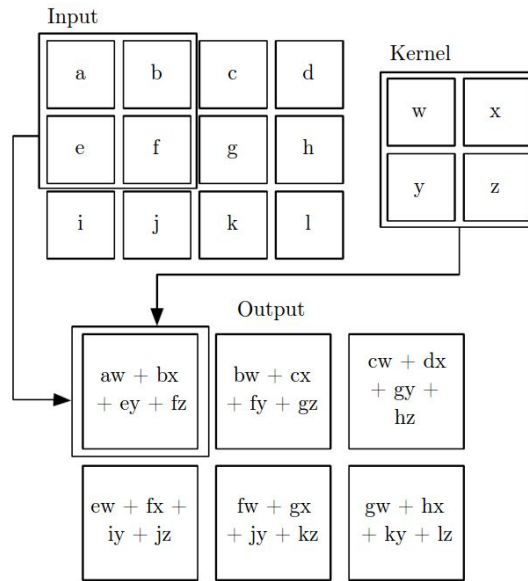 Input
a b c d
Kernel
w x
e f g h
y z
i j k l
Output
aw + bx
+ ey + fz
bw + cx
+ fy + gz
cw + dx
+ gy +
hz
ew + fx +
iy + jz
fw + gx
+ jy + kz
gw + hx
+ ky + lz